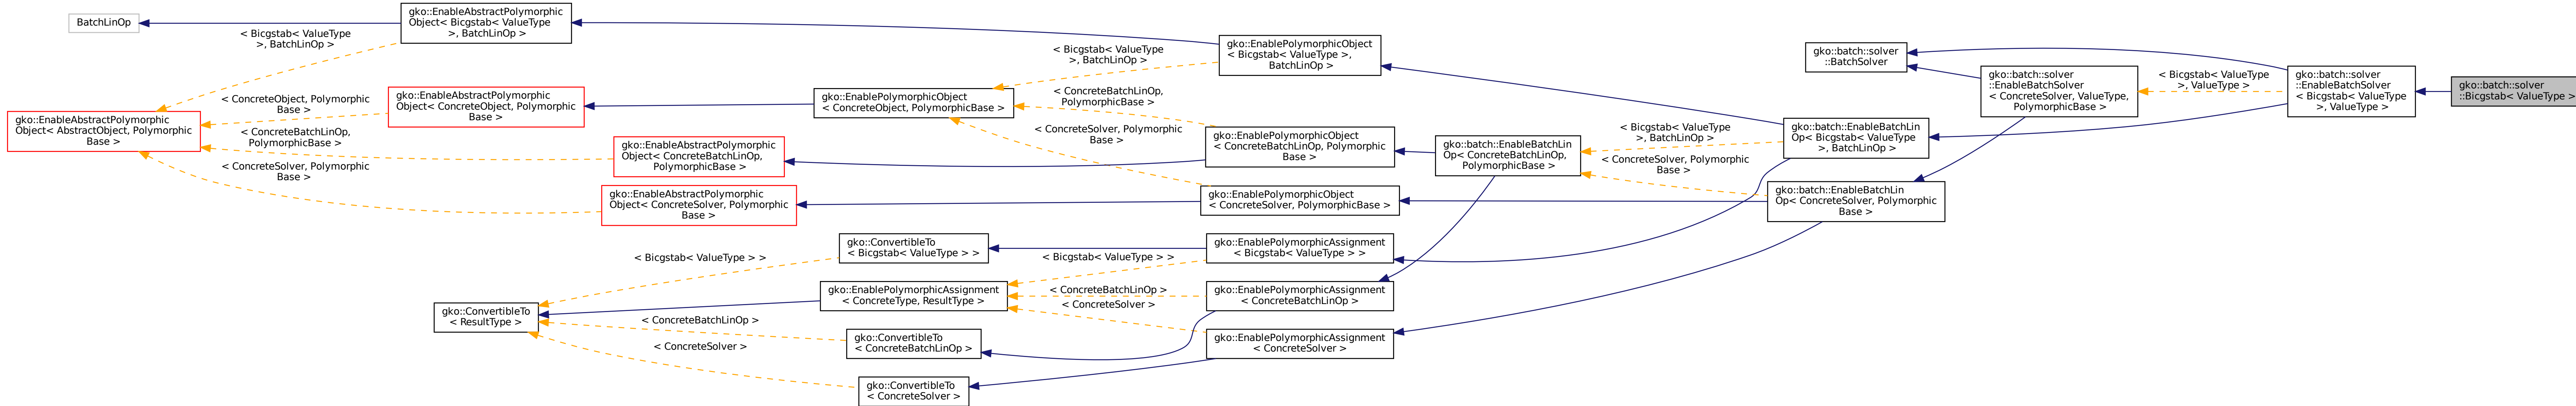 BatchLinOp
gko::EnableAbstractPolymorphic
Object< Bicgstab< ValueType
>, BatchLinOp >
< Bicgstab< ValueType
>, BatchLinOp >
gko::EnableAbstractPolymorphic
Object< AbstractObject, Polymorphic
Base >
< ConcreteObject, Polymorphic
Base >
< ConcreteBatchLinOp,
PolymorphicBase >
< ConcreteSolver, Polymorphic
Base >
gko::EnableAbstractPolymorphic
Object< ConcreteObject, Polymorphic
Base >
gko::EnableAbstractPolymorphic
Object< ConcreteBatchLinOp,
PolymorphicBase >
gko::EnableAbstractPolymorphic
Object< ConcreteSolver, Polymorphic
Base >
gko::EnablePolymorphicObject
< ConcreteObject, PolymorphicBase >
< Bicgstab< ValueType
>, BatchLinOp >
< ConcreteBatchLinOp,
PolymorphicBase >
< ConcreteSolver, Polymorphic
Base >
gko::EnablePolymorphicObject
< Bicgstab< ValueType >,
BatchLinOp >
gko::EnablePolymorphicObject
< ConcreteBatchLinOp, Polymorphic
Base >
gko::EnablePolymorphicObject
< ConcreteSolver, PolymorphicBase >
gko::batch::EnableBatchLin
Op< ConcreteBatchLinOp,
PolymorphicBase >
< Bicgstab< ValueType
>, BatchLinOp >
< ConcreteSolver, Polymorphic
Base >
gko::batch::solver
::BatchSolver
gko::batch::EnableBatchLin
Op< Bicgstab< ValueType
>, BatchLinOp >
gko::batch::EnableBatchLin
Op< ConcreteSolver, Polymorphic
Base >
gko::batch::solver
::EnableBatchSolver
< ConcreteSolver, ValueType,
PolymorphicBase >
< Bicgstab< ValueType
>, ValueType >
gko::batch::solver
::EnableBatchSolver
< Bicgstab< ValueType
>, ValueType >
gko::batch::solver
::Bicgstab< ValueType >
gko::ConvertibleTo
< ResultType >
< Bicgstab< ValueType > >
< ConcreteBatchLinOp >
< ConcreteSolver >
gko::ConvertibleTo
< Bicgstab< ValueType > >
gko::EnablePolymorphicAssignment
< ConcreteType, ResultType >
gko::ConvertibleTo
< ConcreteBatchLinOp >
gko::ConvertibleTo
< ConcreteSolver >
< Bicgstab< ValueType > >
< ConcreteBatchLinOp >
< ConcreteSolver >
gko::EnablePolymorphicAssignment
< Bicgstab< ValueType > >
gko::EnablePolymorphicAssignment
< ConcreteBatchLinOp >
gko::EnablePolymorphicAssignment
< ConcreteSolver >